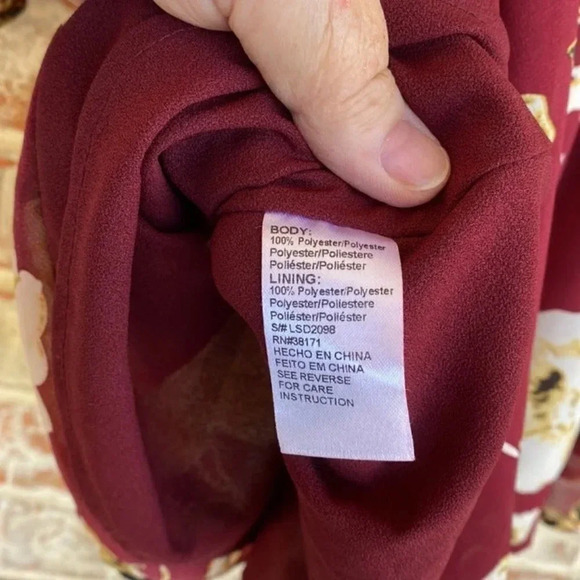 BODY:
100% Polyester/Polyester
Polyester/Poliestere
Poliéster/Poliéster
LINING:
100% Polyester/Polyester
Polyester/Poliestere
Poliéster/Poliéster
S/# LSD2098
RN#38171
HECHO EN CHINA
FEITO EM CHINA
SEE REVERSE
FOR CARE
INSTRUCTION